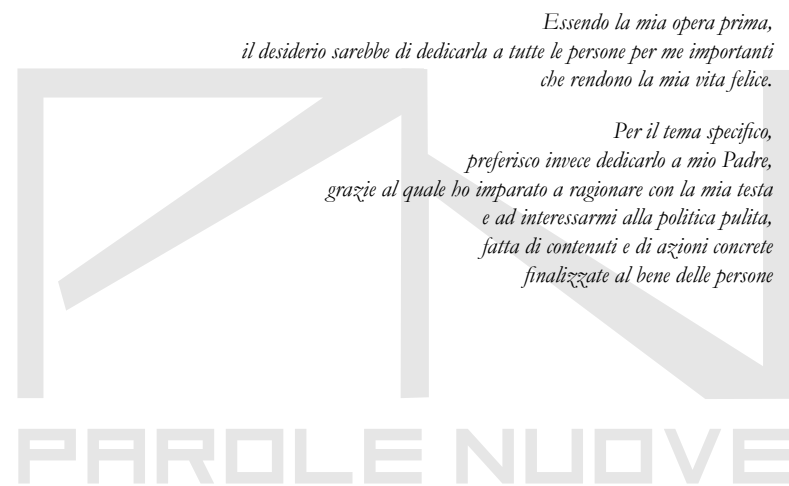 Essendo la mia opera prima,
il desiderio sarebbe di dedicarla a tutte le persone per me importanti
che rendono la mia vita felice.
Per il tema specifico,
preferisco invece dedicarlo a mio Padre,
grazie al quale ho imparato a ragionare con la mia testa
e ad interessarmi alla politica pulita,
fatta di contenuti e di azioni concrete
finalizzate al bene delle persone
PAROLE NUOVE